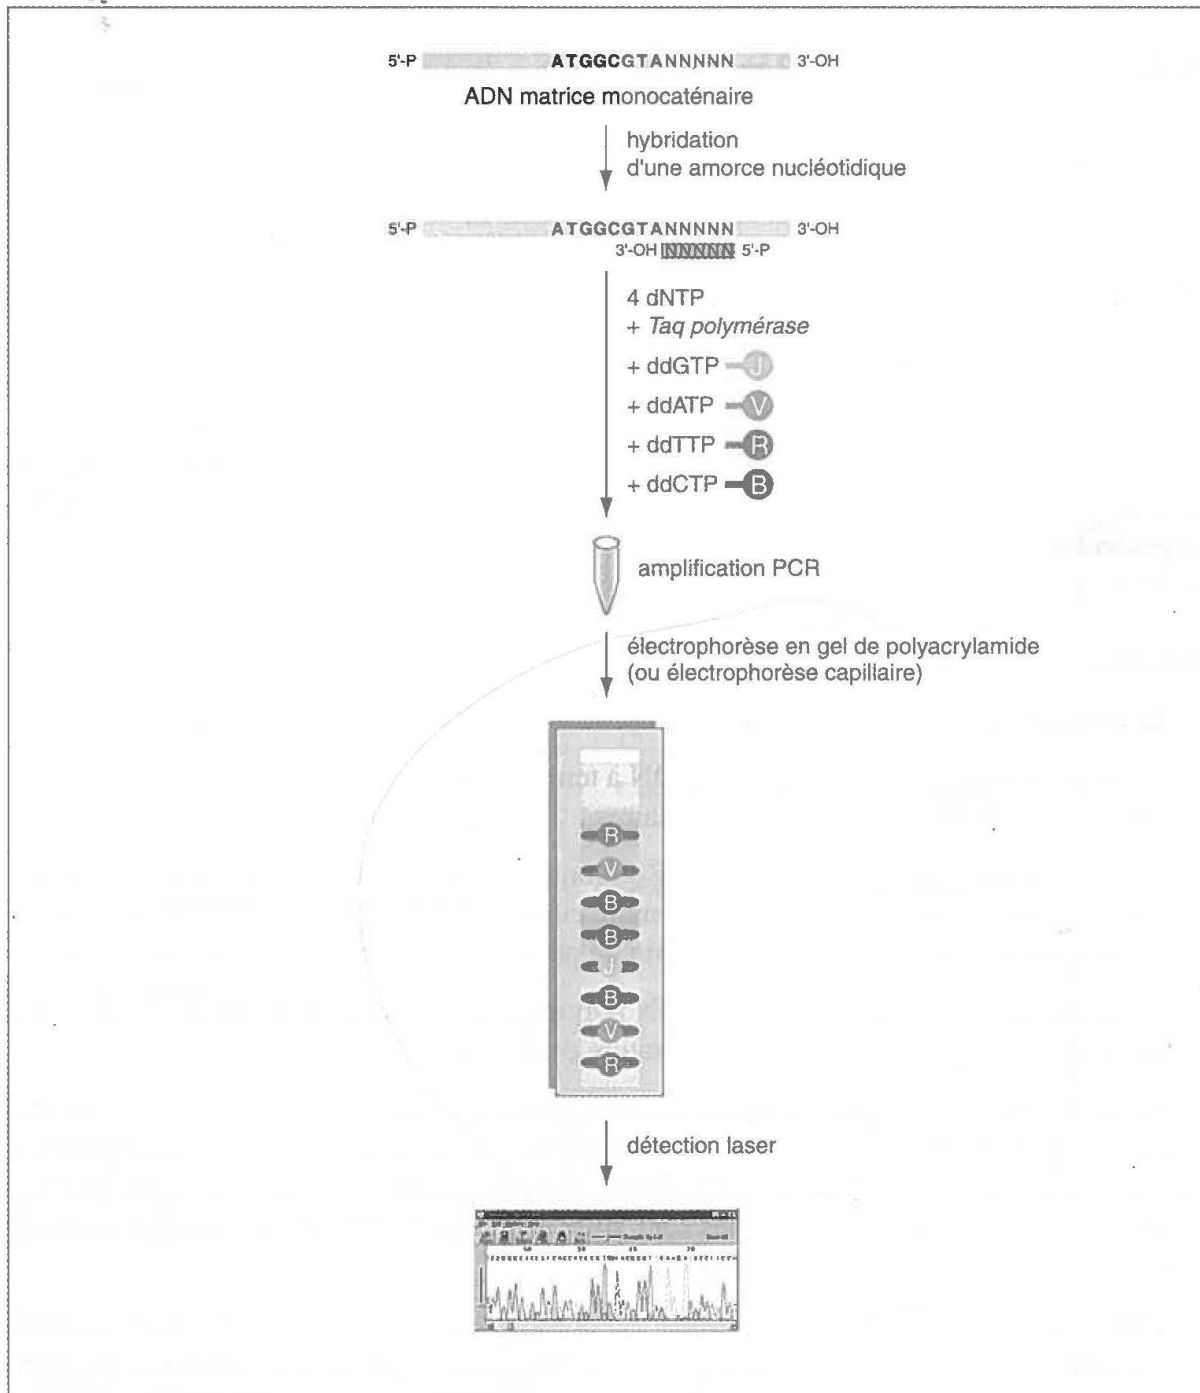 5'-P ATGGCGTANNNNN 3'-OH
ADN matrice monocaténaire
hybridation
d'une amorce nucléotidique
5'-P ATGGCGTANNNNN 3'-OH
3'-OH NNNNN 5'-P
4 dNTP
+ Taq polymérase
+ ddGTP J
+ ddATP V
+ ddTTP R
+ ddCTP B
amplification PCR
électrophorèse en gel de polyacrylamide
(ou électrophorèse capillaire)
R
V
B
B
J
B
V
R
détection laser